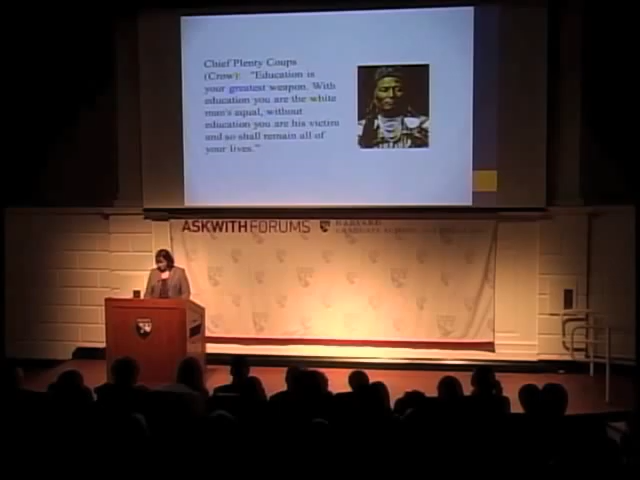 Chief Plenty Coups
(Crow): "Education is
your greatest weapon. With
education you are the white
man's equal, without
education you are his victim
and so shall remain all of
your lives."
ASKWITH FORUMS HARVARD